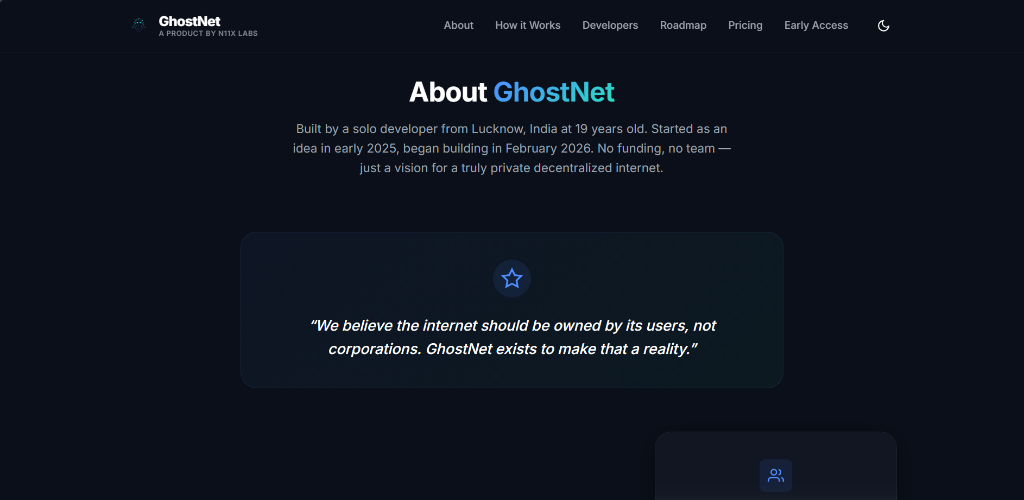 GhostNet
A PRODUCT BY N11X LABS
About
How it Works
Developers
Roadmap
Pricing
Early Access
About GhostNet
Built by a solo developer from Lucknow, India at 19 years old. Started as an
idea in early 2025, began building in February 2026. No funding, no team —
just a vision for a truly private decentralized internet.
“We believe the internet should be owned by its users, not
corporations. GhostNet exists to make that a reality.”